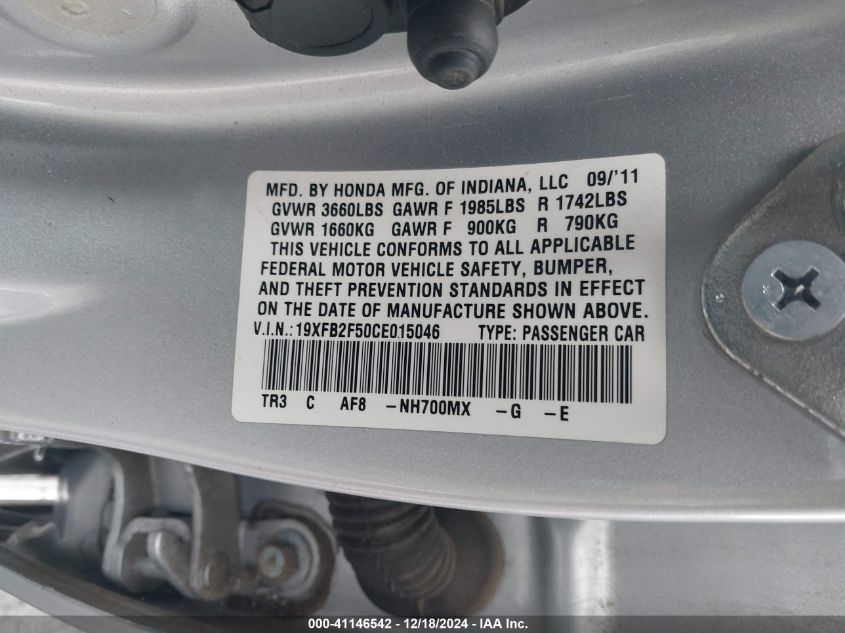 MFD. BY HONDA MFG. OF INDIANA, LLC 09/'11
GVWR 3660LBS GAWR F 1985LBS R 1742LBS
GVWR 1660KG GAWR F 900KG R 790KG
THIS VEHICLE CONFORMS TO ALL APPLICABLE
FEDERAL MOTOR VEHICLE SAFETY, BUMPER,
AND THEFT PREVENTION STANDARDS IN EFFECT
ON THE DATE OF MANUFACTURE SHOWN ABOVE.
V.I.N.:19XFB2F50CE015046 TYPE: PASSENGER CAR
TR3 C AF8 -NH700MX -G -E
000-41146542 - 12/18/2024 - IAA Inc.